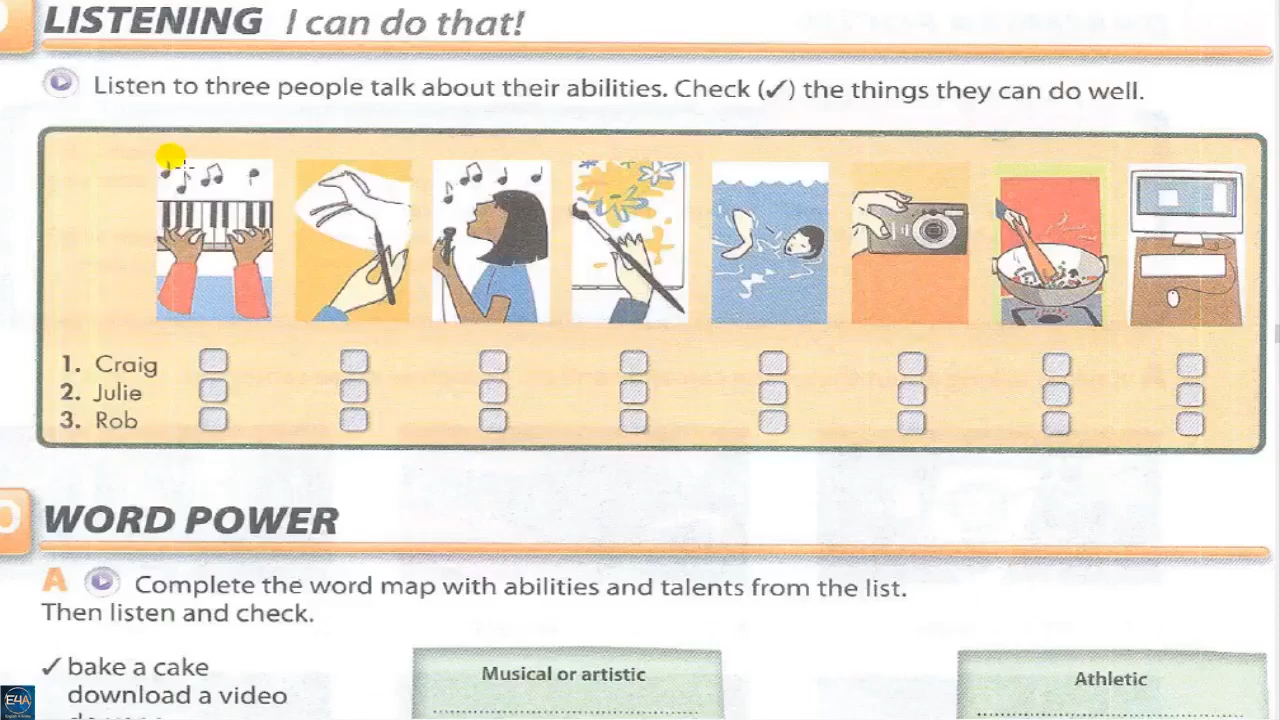 LISTENING I can do that!
Listen to three people talk about their abilities. Check (✓) the things they can do well.
1. Craig
2. Julie
3. Rob
WORD POWER
A Complete the word map with abilities and talents from the list.
Then listen and check.
✓ bake a cake
download a video
Musical or artistic
Athletic
E4A